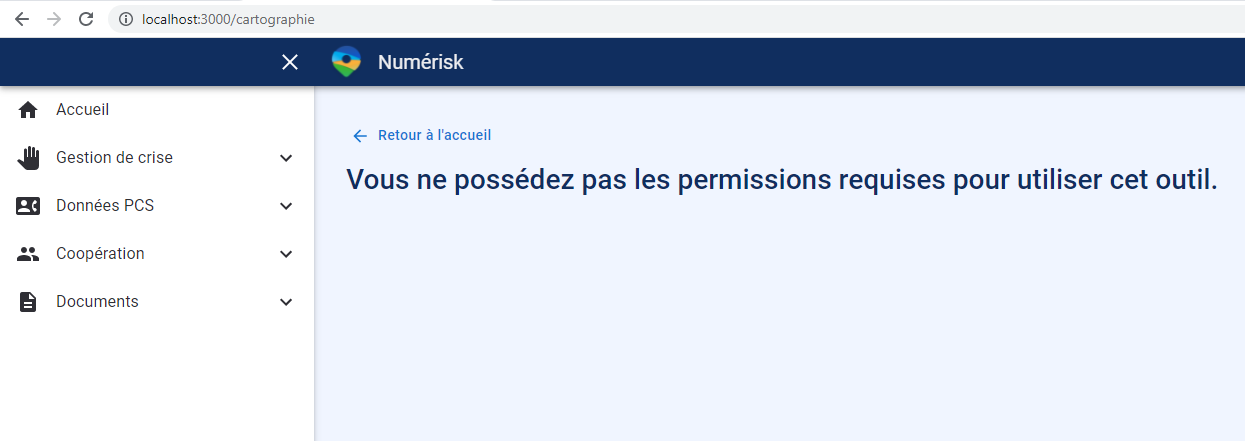 localhost:3000/cartographie
Numérisk
Accueil
Gestion de crise
Données PCS
Coopération
Documents
Retour à l'accueil
Vous ne possédez pas les permissions requises pour utiliser cet outil.